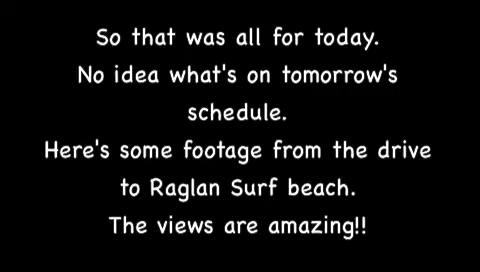 So that was all for today.
No idea what's on tomorrow's
schedule.
Here's some footage from the drive
to Raglan Surf beach.
The views are amazing!!